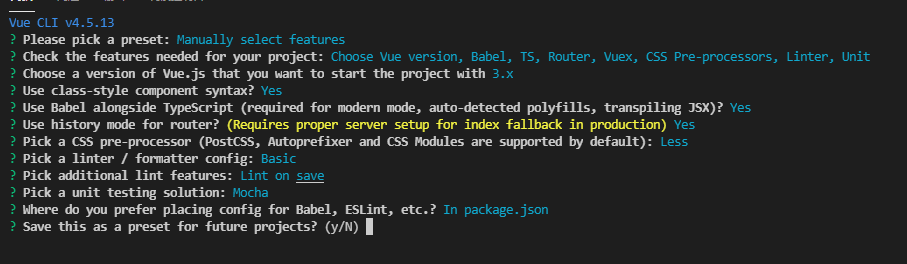 Vue CLI v4.5.13
? Please pick a preset: Manually select features
? Check the features needed for your project: Choose Vue version, Babel, TS, Router, Vuex, CSS Pre-processors, Linter, Unit
? Choose a version of Vue.js that you want to start the project with 3.x
? Use class-style component syntax? Yes
? Use Babel alongside TypeScript (required for modern mode, auto-detected polyfills, transpiling JSX)? Yes
? Use history mode for router? (Requires proper server setup for index fallback in production) Yes
? Pick a CSS pre-processor (PostCSS, Autoprefixer and CSS Modules are supported by default): Less
? Pick a linter / formatter config: Basic
? Pick additional lint features: Lint on save
? Pick a unit testing solution: Mocha
? Where do you prefer placing config for Babel, ESLint, etc.? In package.json
? Save this as a preset for future projects? (y/N)